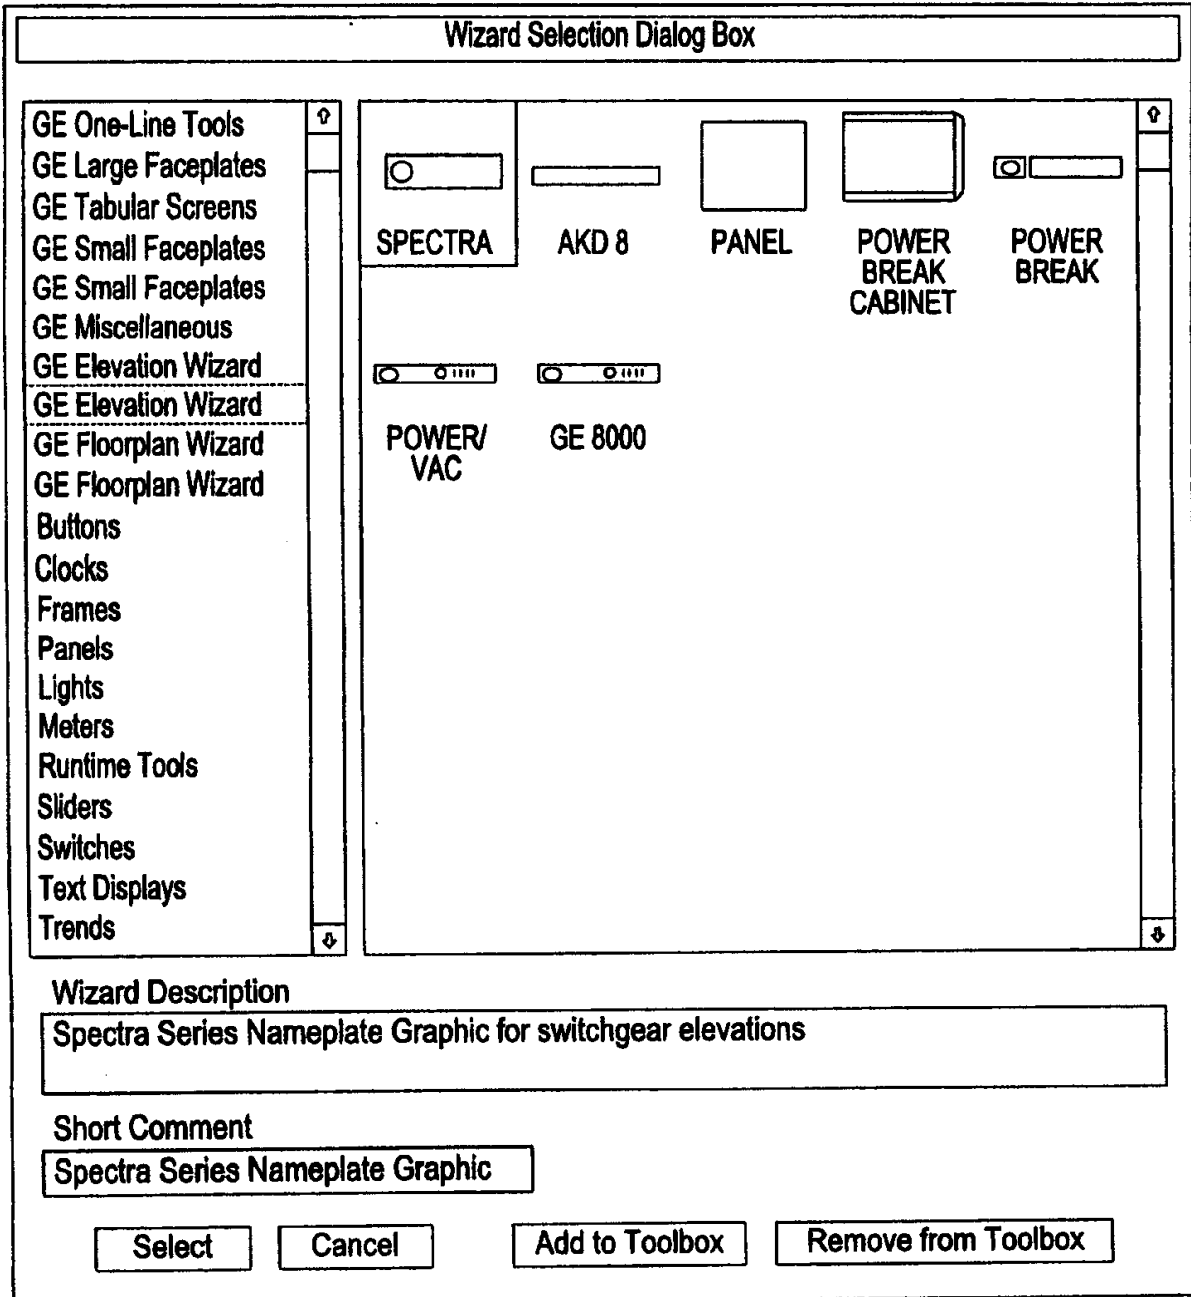 Wizard Selection Dialog Box
GE One-Line Tools
GE Large Faceplates
GE Tabular Screens
GE Small Faceplates
GE Small Faceplates
GE Miscellaneous
GE Elevation Wizard
GE Elevation Wizard
GE Floorplan Wizard
GE Floorplan Wizard
Buttons
Clocks
Frames
Panels
Lights
Meters
Runtime Tools
Sliders
Switches
Text Displays
Trends
SPECTRA
AKD 8
PANEL
POWER
BREAK
CABINET
POWER
BREAK
POWER/
VAC
GE 8000
Wizard Description
Spectra Series Nameplate Graphic for switchgear elevations
Short Comment
Spectra Series Nameplate Graphic
Select
Cancel
Add to Toolbox
Remove from Toolbox